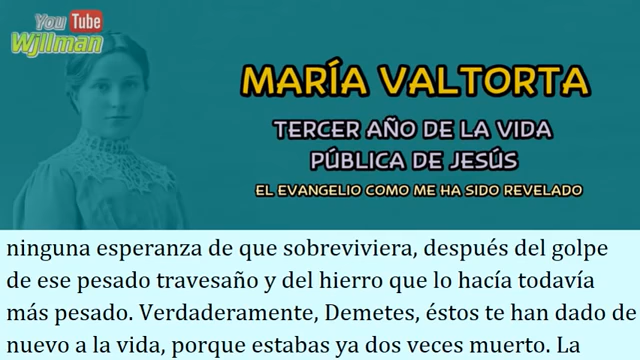 You Tube
Wjllman
MARÍA VALTORTA
TERCER AÑO DE LA VIDA
PÚBLICA DE JESÚS
EL EVANGELIO COMO ME HA SIDO REVELADO
ninguna esperanza de que sobreviviera, después del golpe
de ese pesado travesaño y del hierro que lo hacía todavía
más pesado. Verdaderamente, Demetes, éstos te han dado de
nuevo a la vida, porque estabas ya dos veces muerto. La